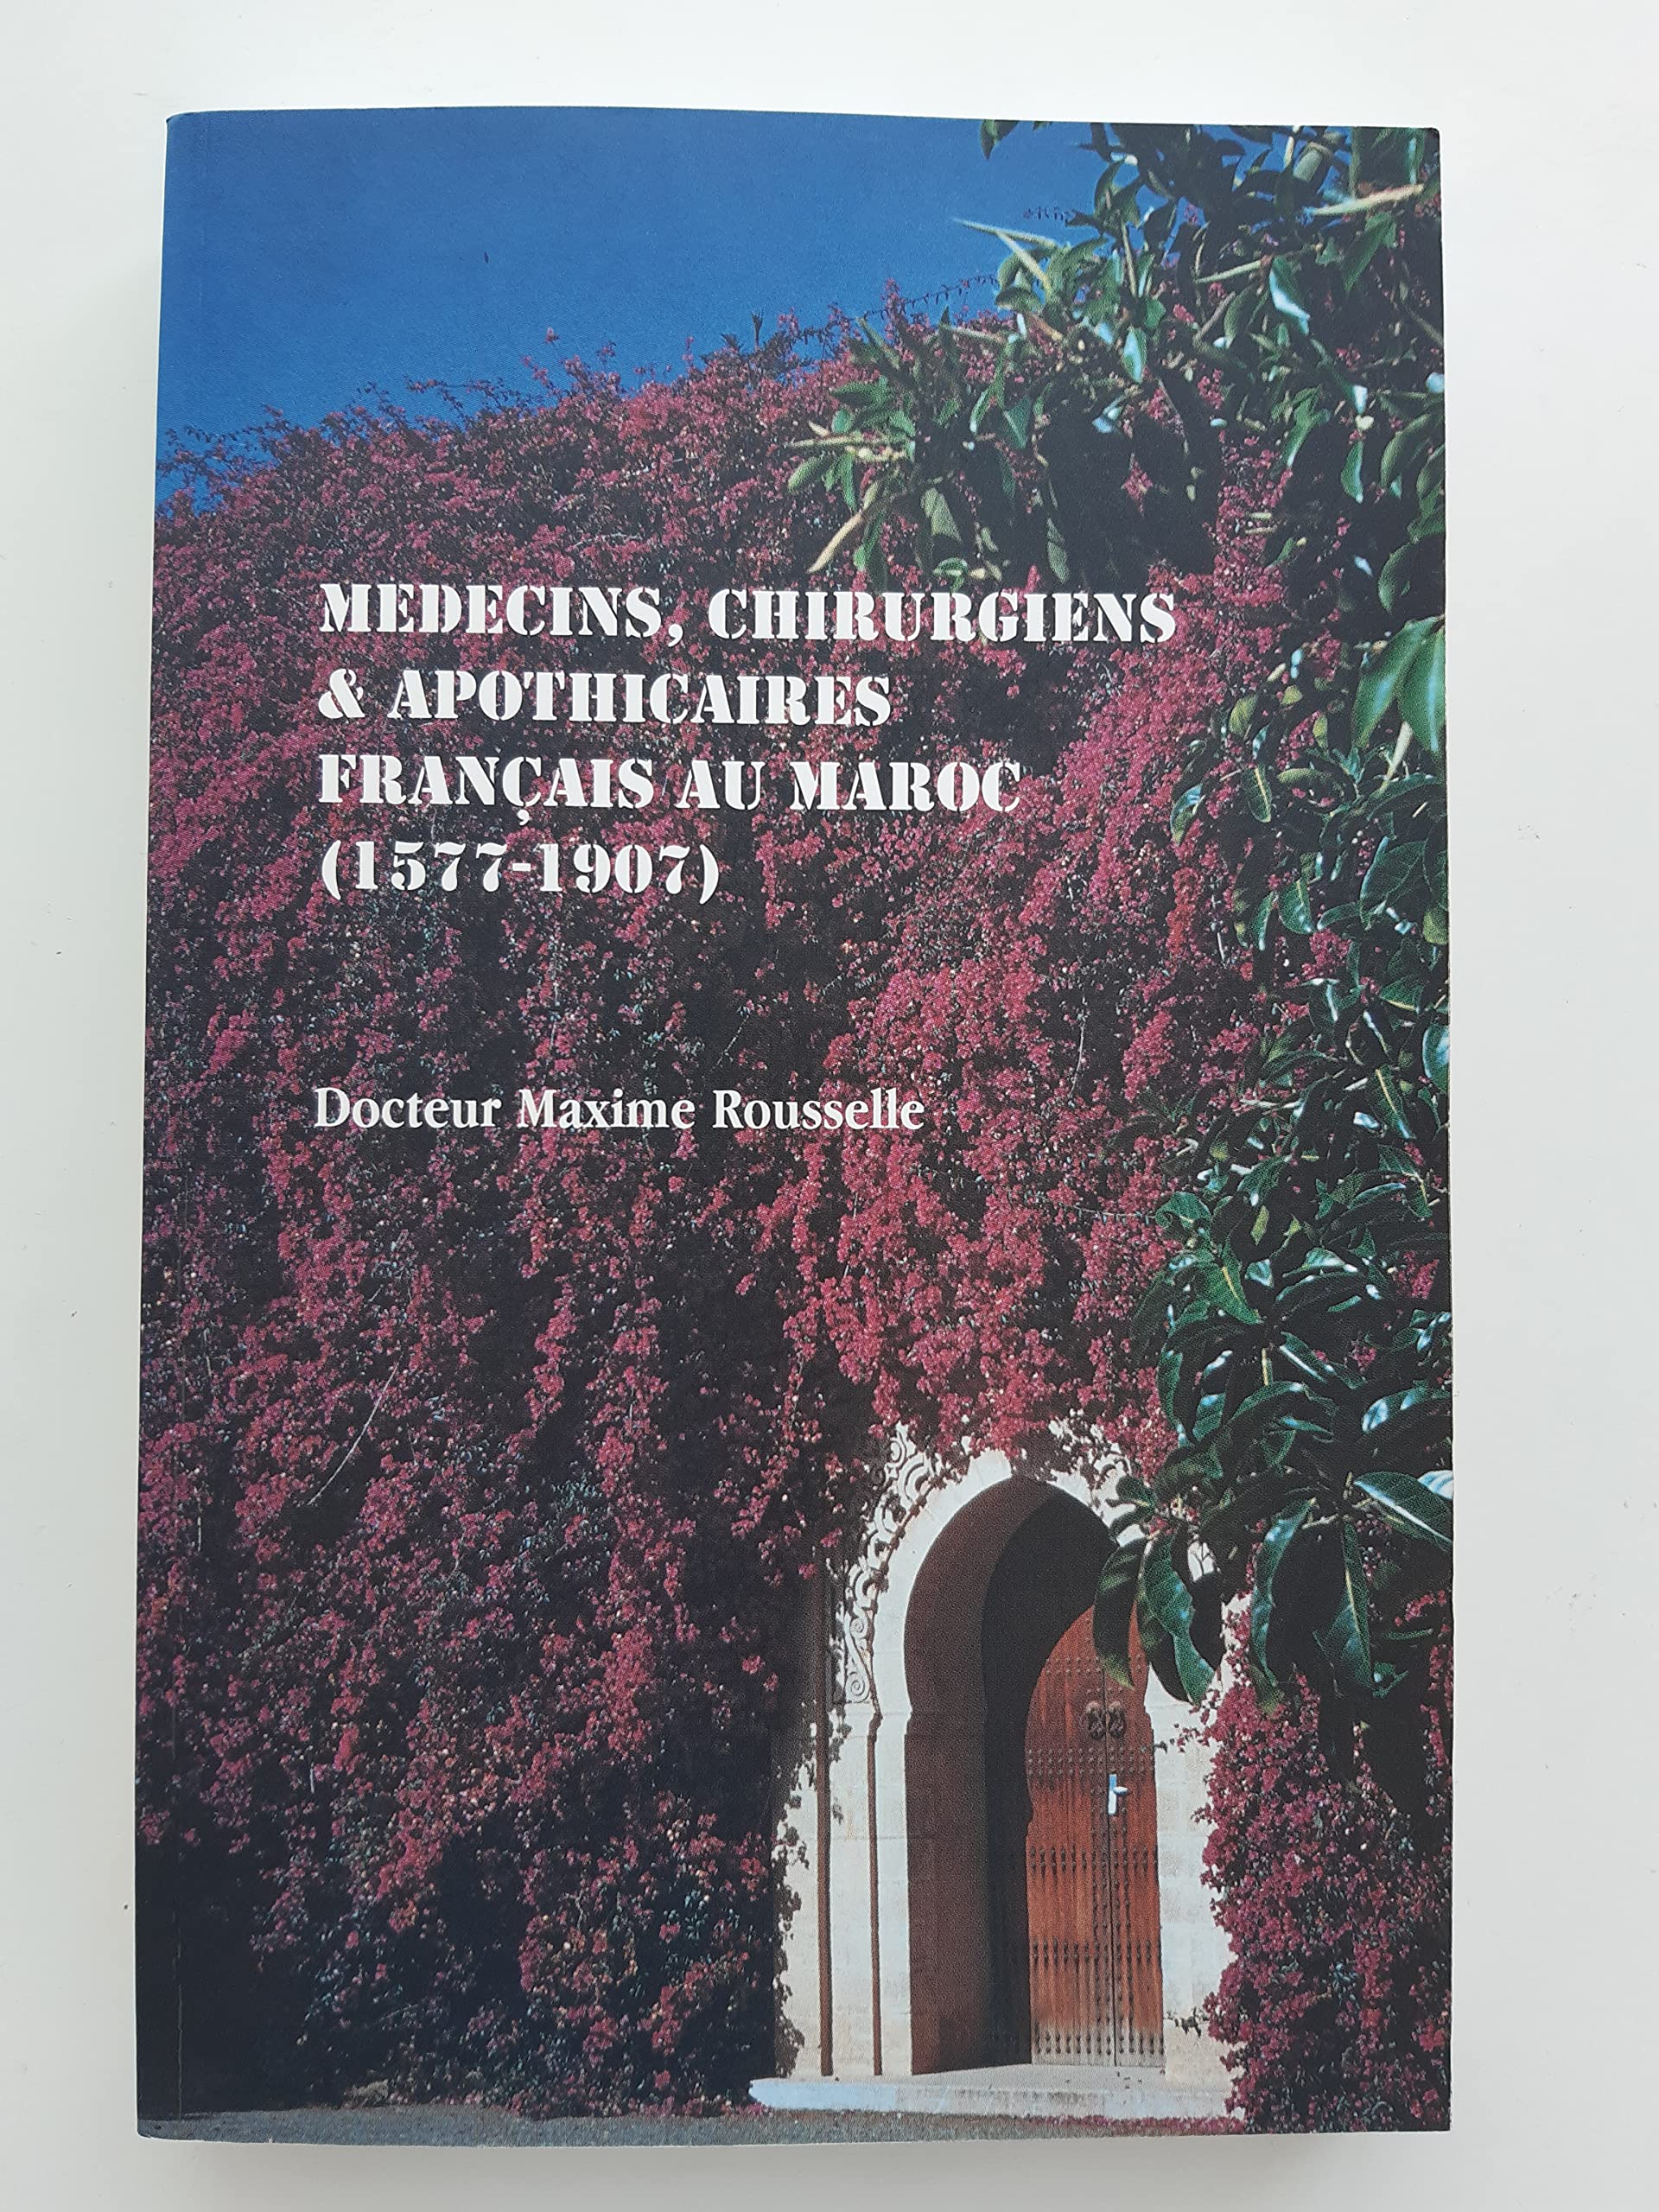 MEDECINS, CHIRURGIENS
& APOTHICAIRES
FRANÇAIS AU MAROC
(1577-1907)
Docteur Maxime Rousselle